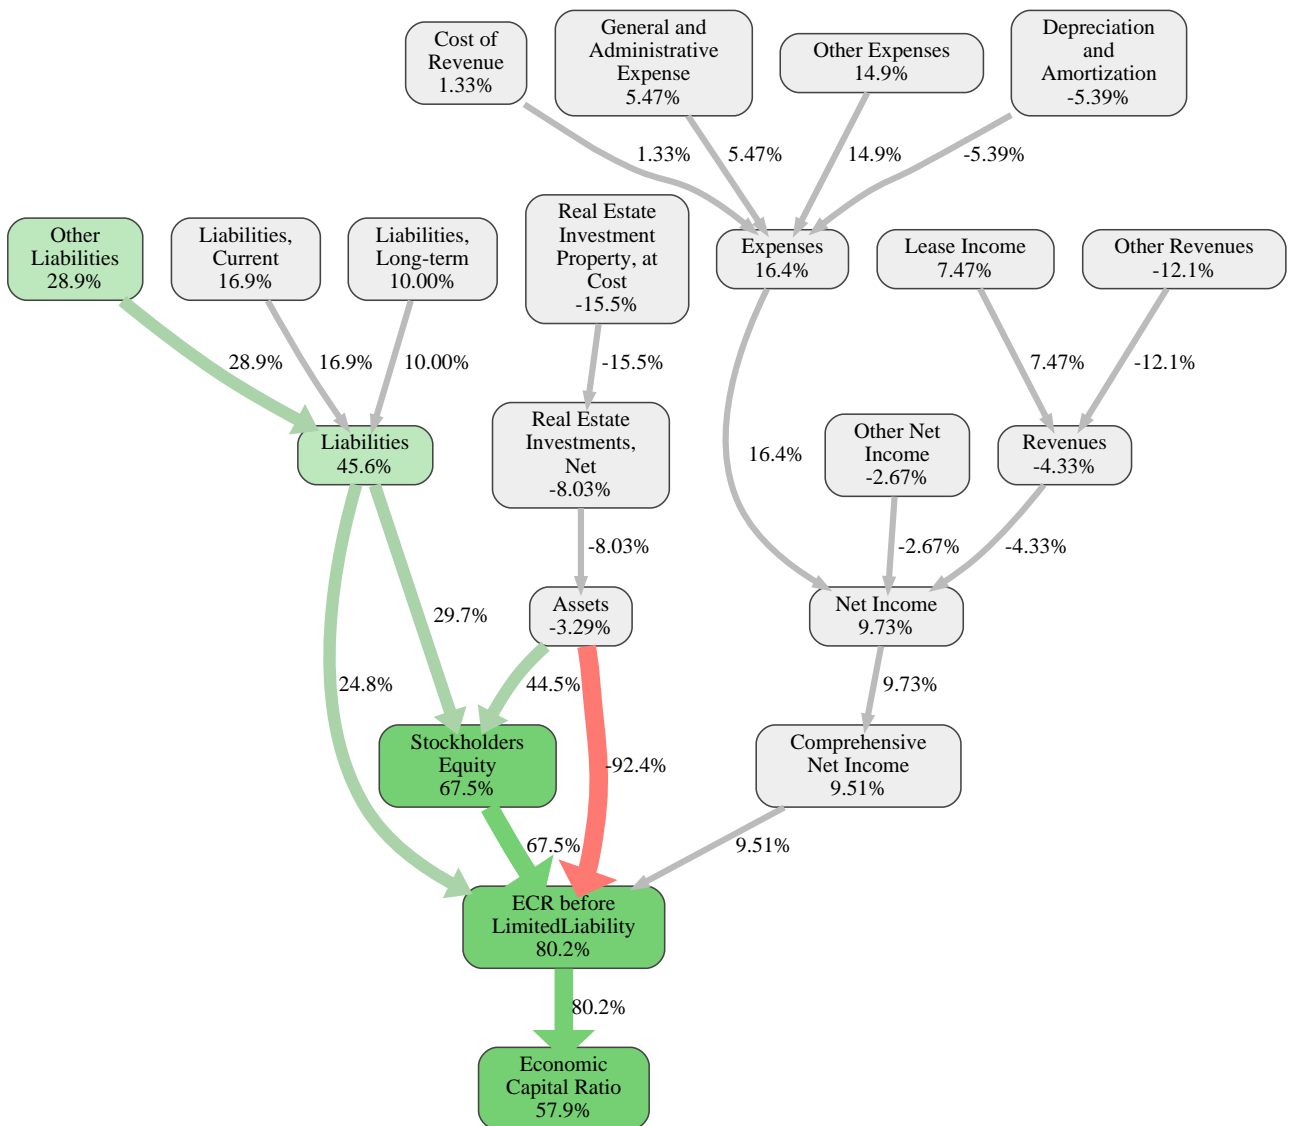 Cost of
Revenue
1.33%
General and
Administrative
Expense
5.47%
Other Expenses
14.9%
Depreciation
and
Amortization
-5.39%
1.33%
5.47%
14.9%
-5.39%
Other
Liabilities
28.9%
Liabilities,
Current
16.9%
Liabilities,
Long-term
10.00%
Real Estate
Investment
Property, at
Cost
-15.5%
Expenses
16.4%
Lease Income
7.47%
Other Revenues
-12.1%
28.9%
16.9%
10.00%
-15.5%
7.47%
-12.1%
Liabilities
45.6%
Real Estate
Investments,
Net
-8.03%
16.4%
Other Net
Income
-2.67%
Revenues
-4.33%
-8.03%
-2.67%
-4.33%
29.7%
Assets
-3.29%
Net Income
9.73%
24.8%
44.5%
9.73%
Stockholders
Equity
67.5%
-92.4%
Comprehensive
Net Income
9.51%
67.5%
9.51%
ECR before
LimitedLiability
80.2%
80.2%
Economic
Capital Ratio
57.9%